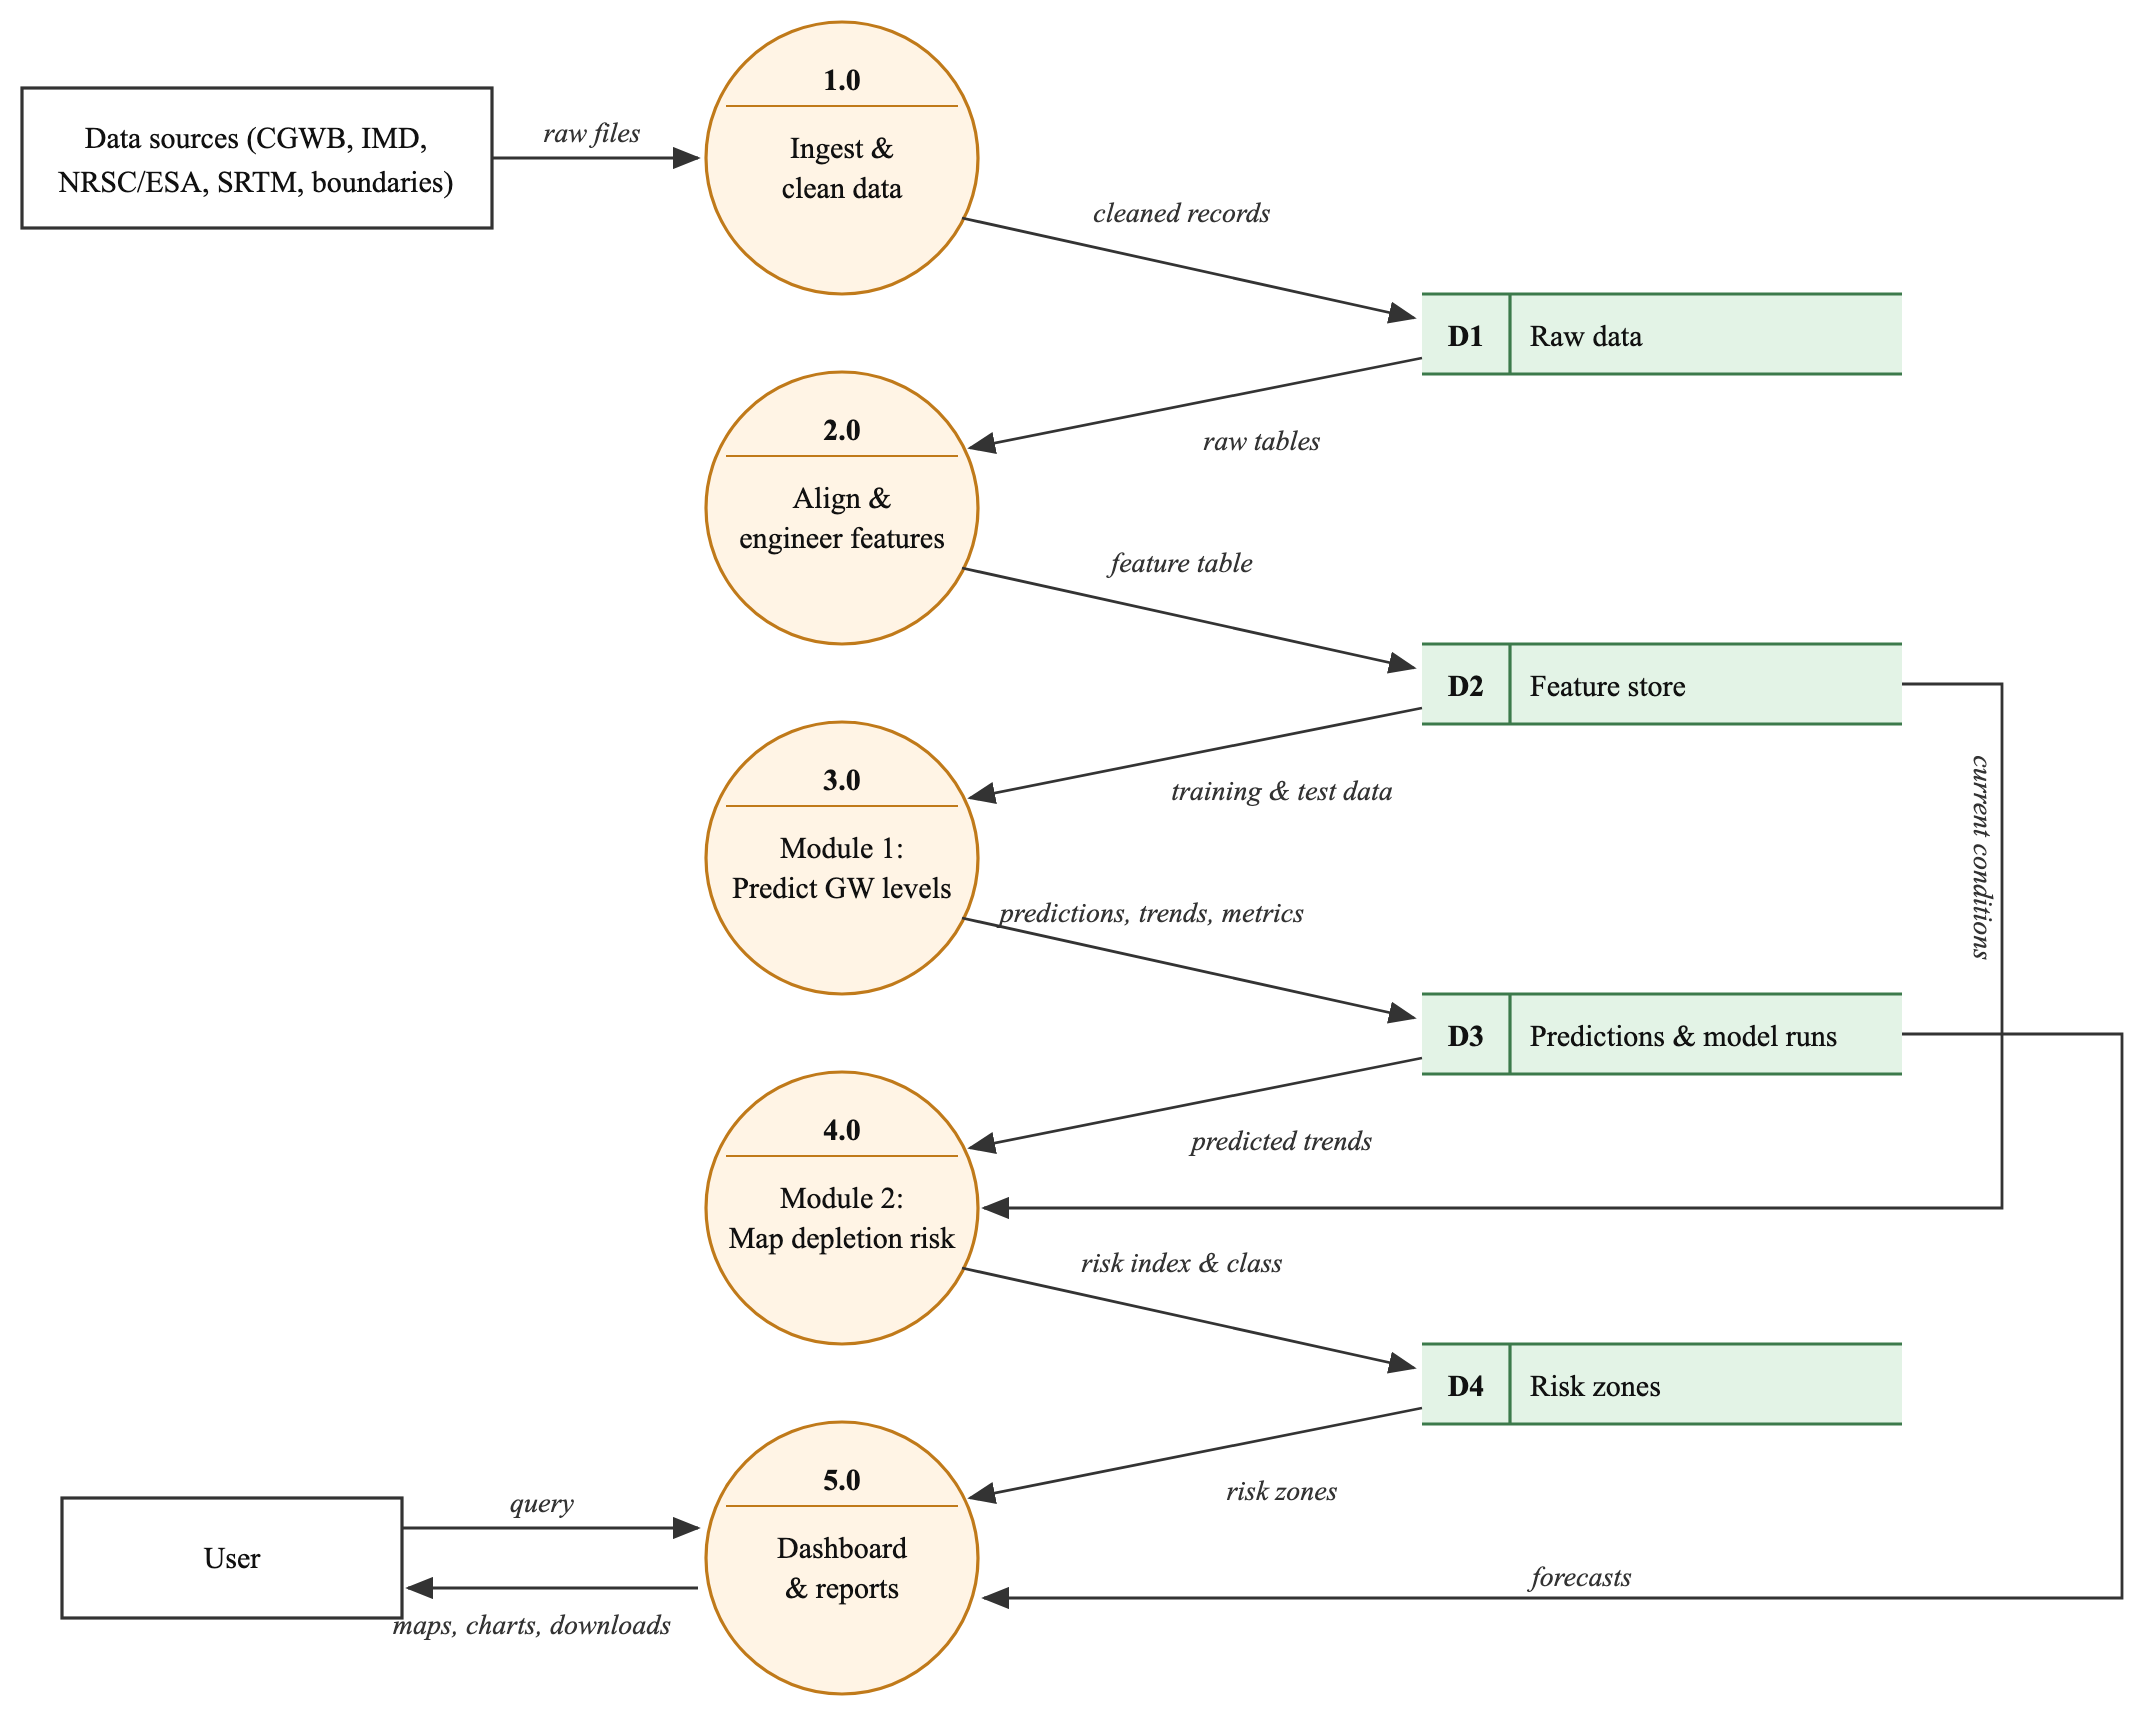 1.0
Ingest &
clean data
Data sources (CGWB, IMD,
NRSC/ESA, SRTM, boundaries)
raw files
cleaned records
D1
Raw data
raw tables
2.0
Align &
engineer features
feature table
D2
Feature store
training & test data
current conditions
3.0
Module 1:
Predict GW levels
predictions, trends, metrics
D3
Predictions & model runs
predicted trends
4.0
Module 2:
Map depletion risk
risk index & class
D4
Risk zones
risk zones
5.0
Dashboard
& reports
query
User
maps, charts, downloads
forecasts